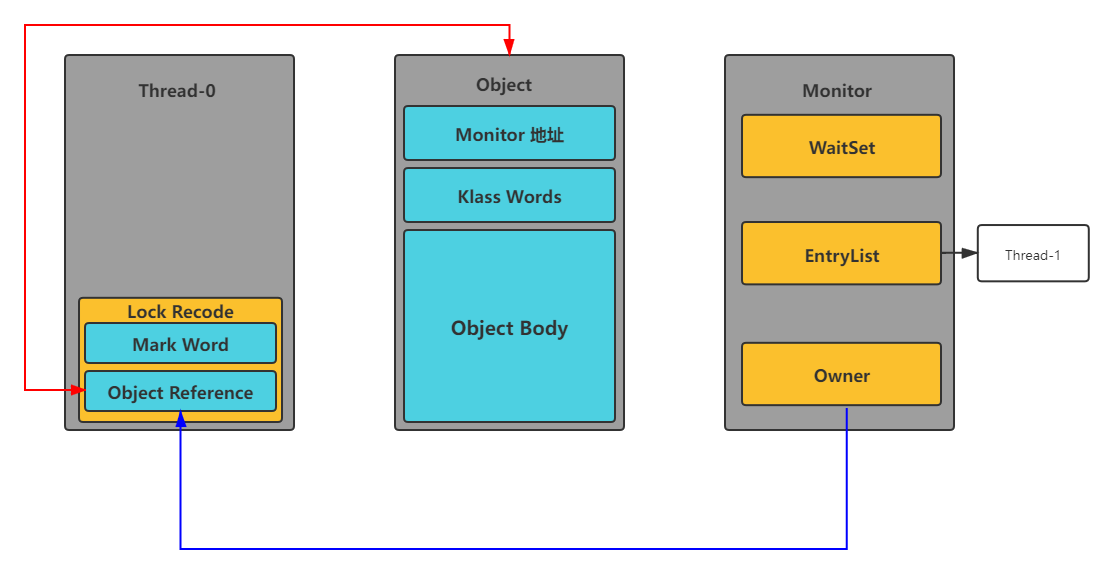 Thread-0
Lock Recode
Mark Word
Object Reference
Object
Monitor 地址
Klass Words
Object Body
Monitor
WaitSet
EntryList
Owner
Thread-1